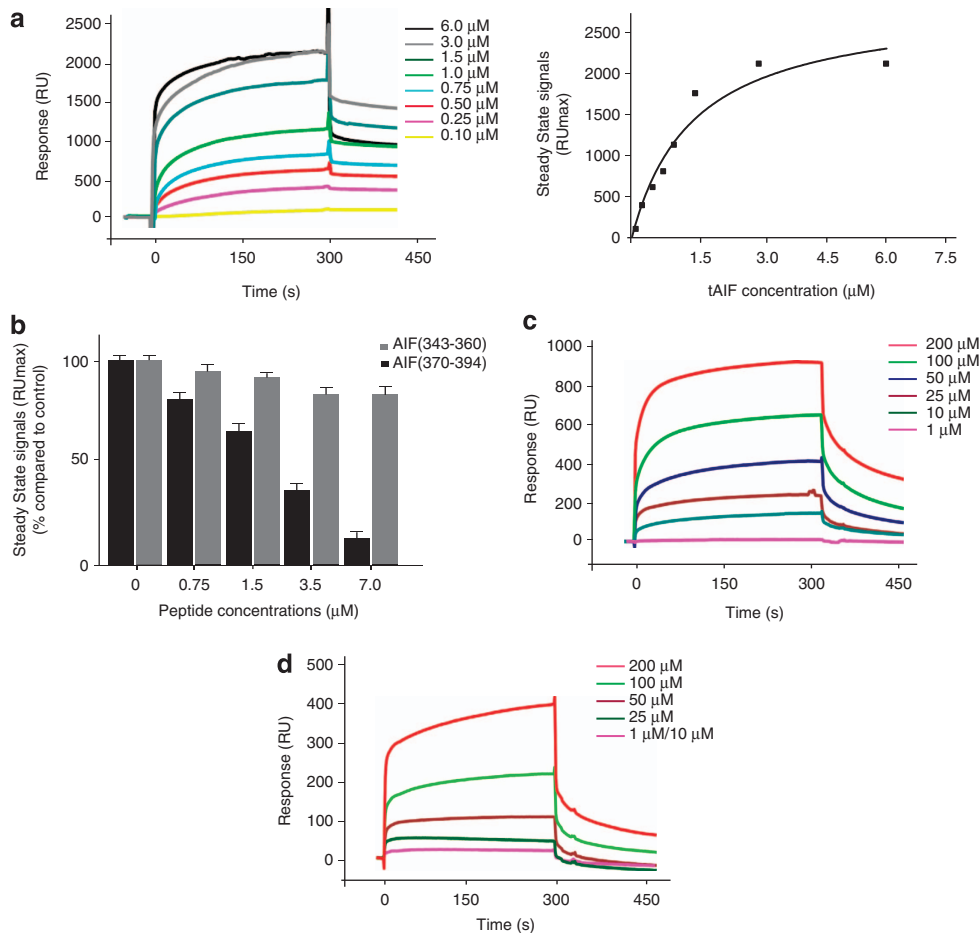 a
Response (RU)
2500
2000
1500
1000
500
0
0
150
300
450
Time (s)
6.0 μM
3.0 μM
1.5 μM
1.0 μM
0.75 μM
0.50 μM
0.25 μM
0.10 μM
Steady State signals
(RUmax)
2500
2000
1500
1000
500
0
1.5
3.0
4.5
6.0
7.5
tAIF concentration (μM)
b
Steady State signals (RUmax)
(% compared to control)
100
50
0
AIF(343-360)
AIF(370-394)
0
0.75
1.5
3.5
7.0
Peptide concentrations (μM)
c
Response (RU)
1000
800
600
400
200
0
0
150
300
450
Time (s)
200 μM
100 μM
50 μM
25 μM
10 μM
1 μM
d
Response (RU)
500
400
300
200
100
0
0
150
300
450
Time (s)
200 μM
100 μM
50 μM
25 μM
1 μM/10 μM